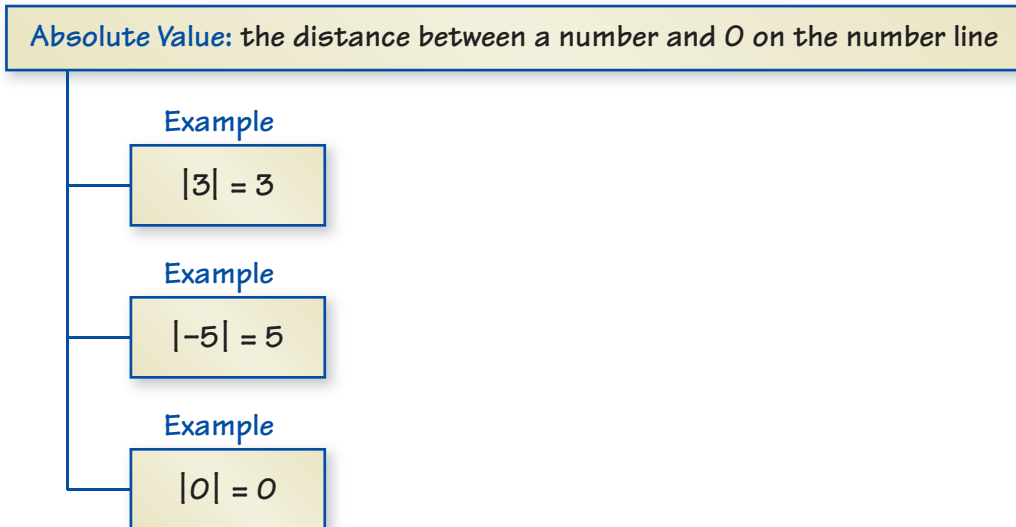 Absolute Value: the distance between a number and 0 on the number line
Example
|3| = 3
Example
|−5| = 5
Example
|0| = 0